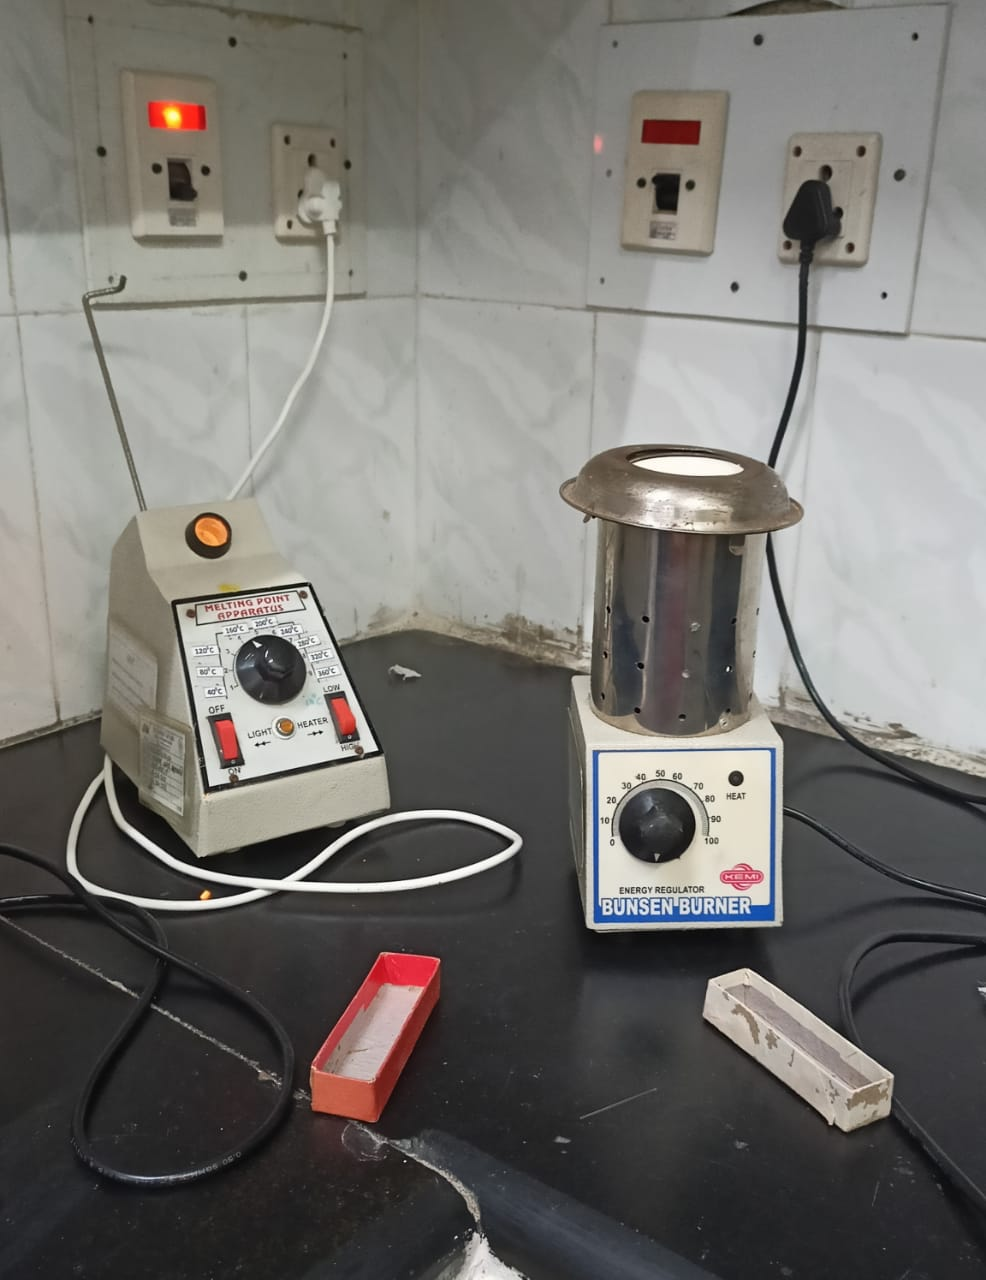 MELTING POINT
APPARATUS
200°C
160°C
240°C
120°C
280°C
320°C
80°C
360°C
40°C
OFF
LOW
LIGHT
HEATER
ON
HIGH
0
10
20
30
40
50
60
70
80
90
100
HEAT
KEMI
ENERGY REGULATOR
BUNSEN BURNER